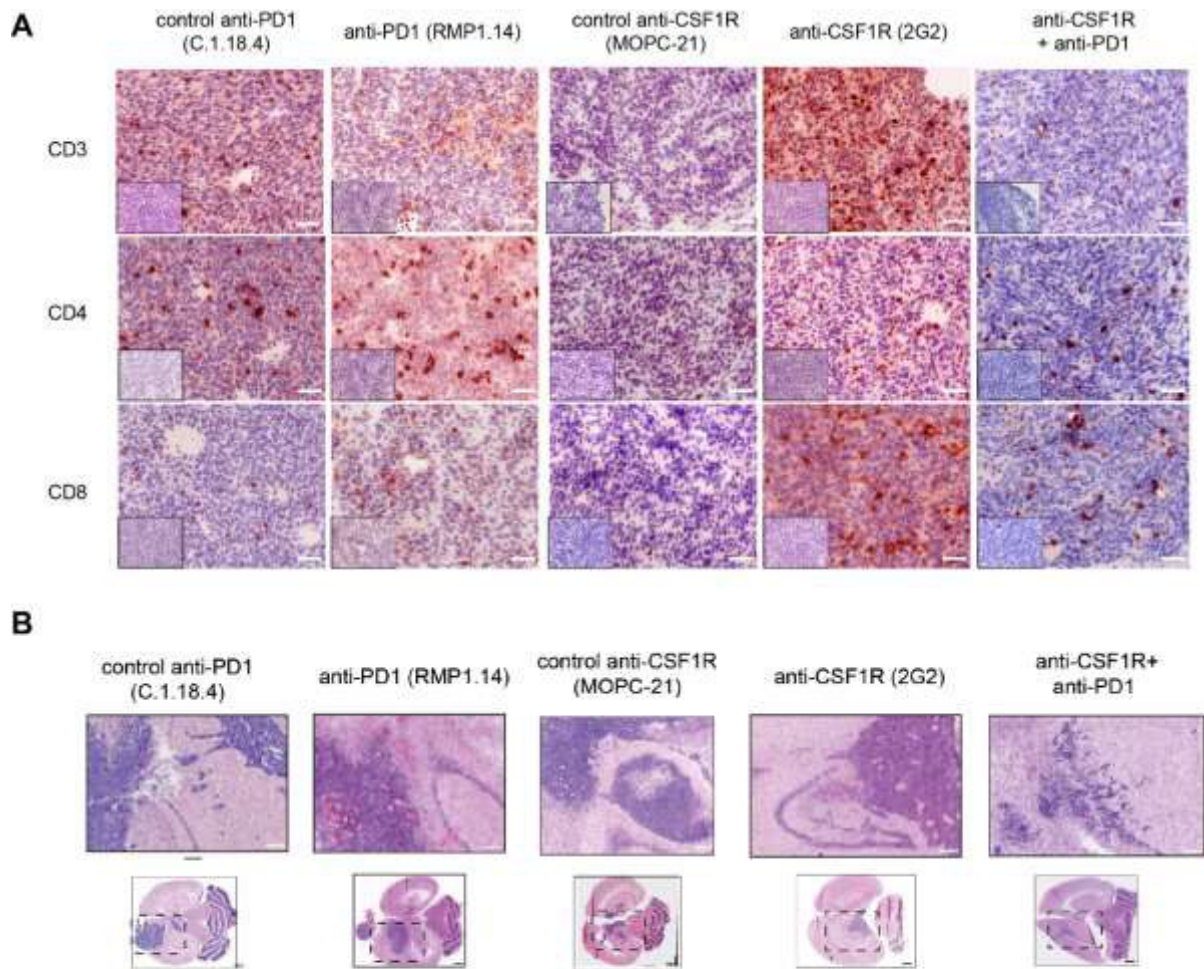 A
control anti-PD1
(C.1.18.4)
anti-PD1 (RMP1.14)
control anti-CSF1R
(MOPC-21)
anti-CSF1R (2G2)
anti-CSF1R
+ anti-PD1
CD3
CD4
CD8
B
control anti-PD1
(C.1.18.4)
anti-PD1 (RMP1.14)
control anti-CSF1R
(MOPC-21)
anti-CSF1R (2G2)
anti-CSF1R+
anti-PD1